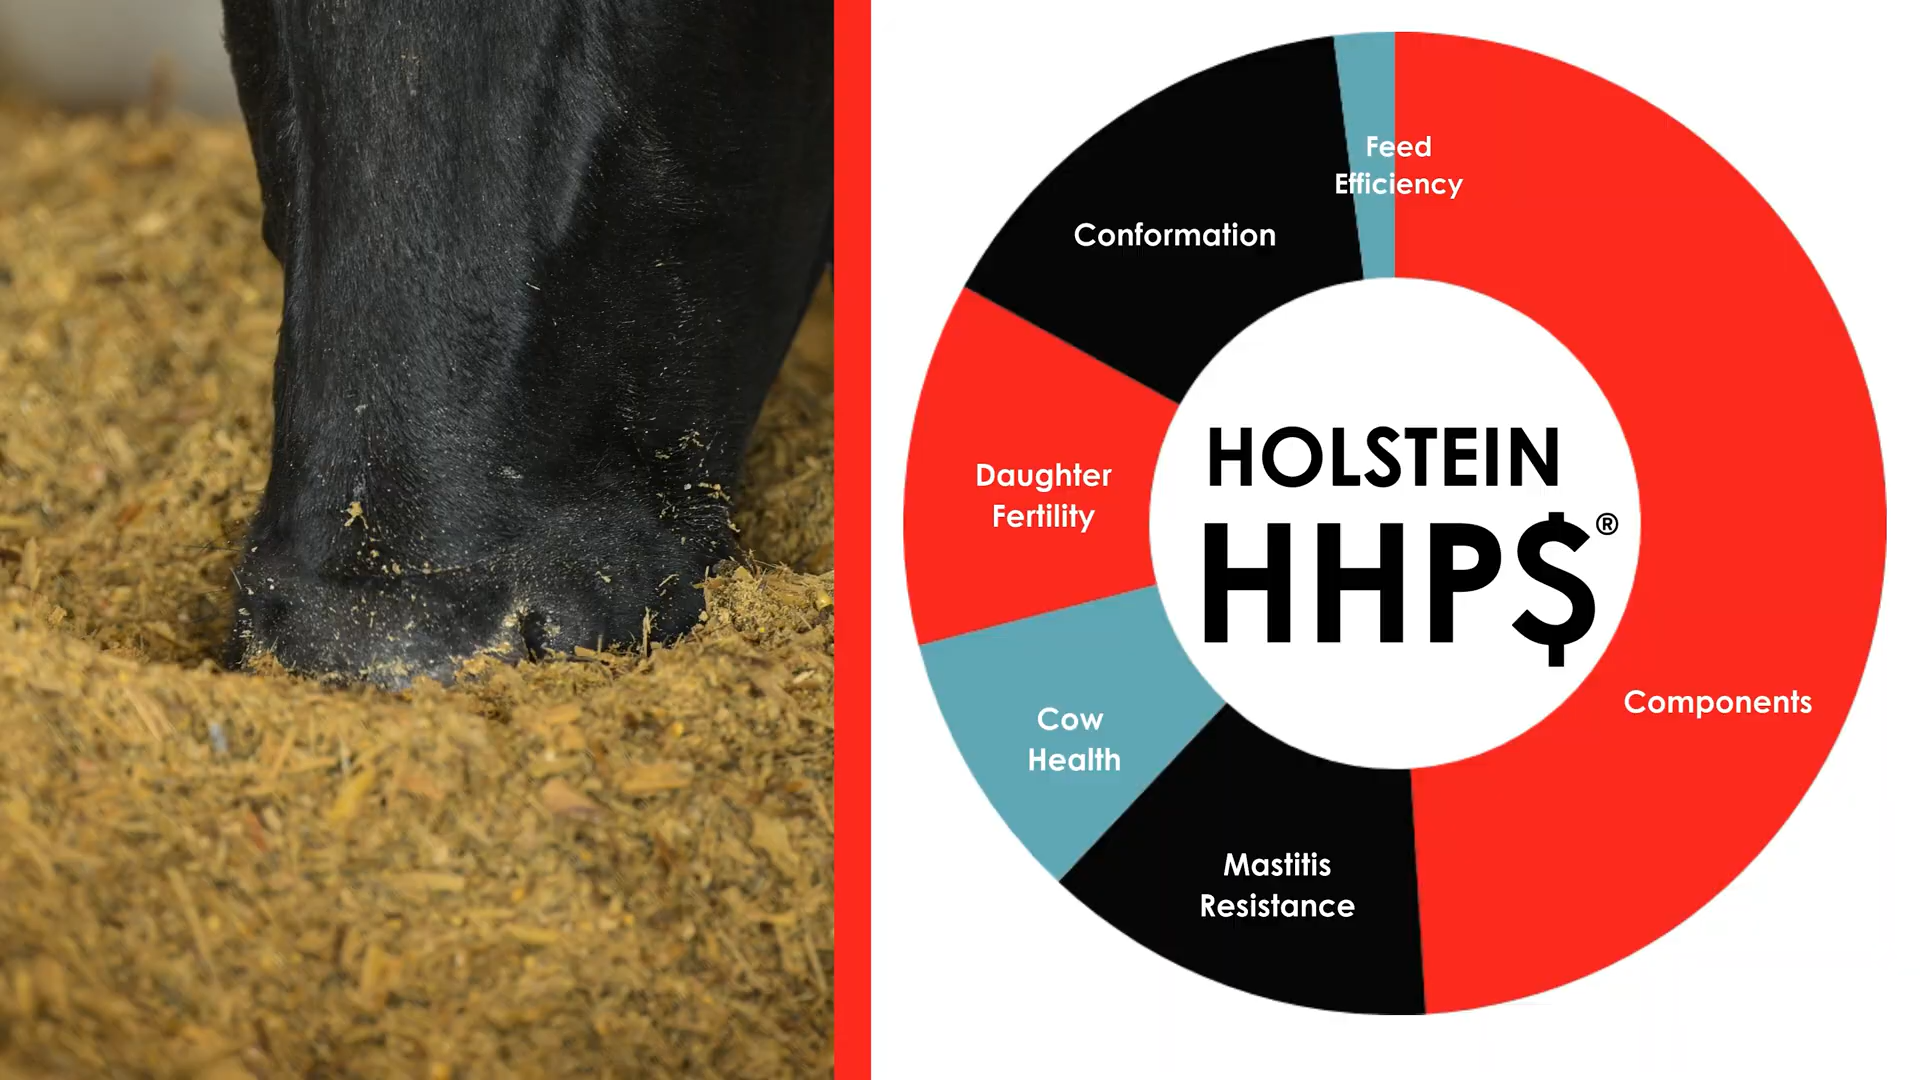 Feed
Efficiency
Conformation
Daughter
Fertility
HOLSTEIN
HHP$®
Components
Cow
Health
Mastitis
Resistance